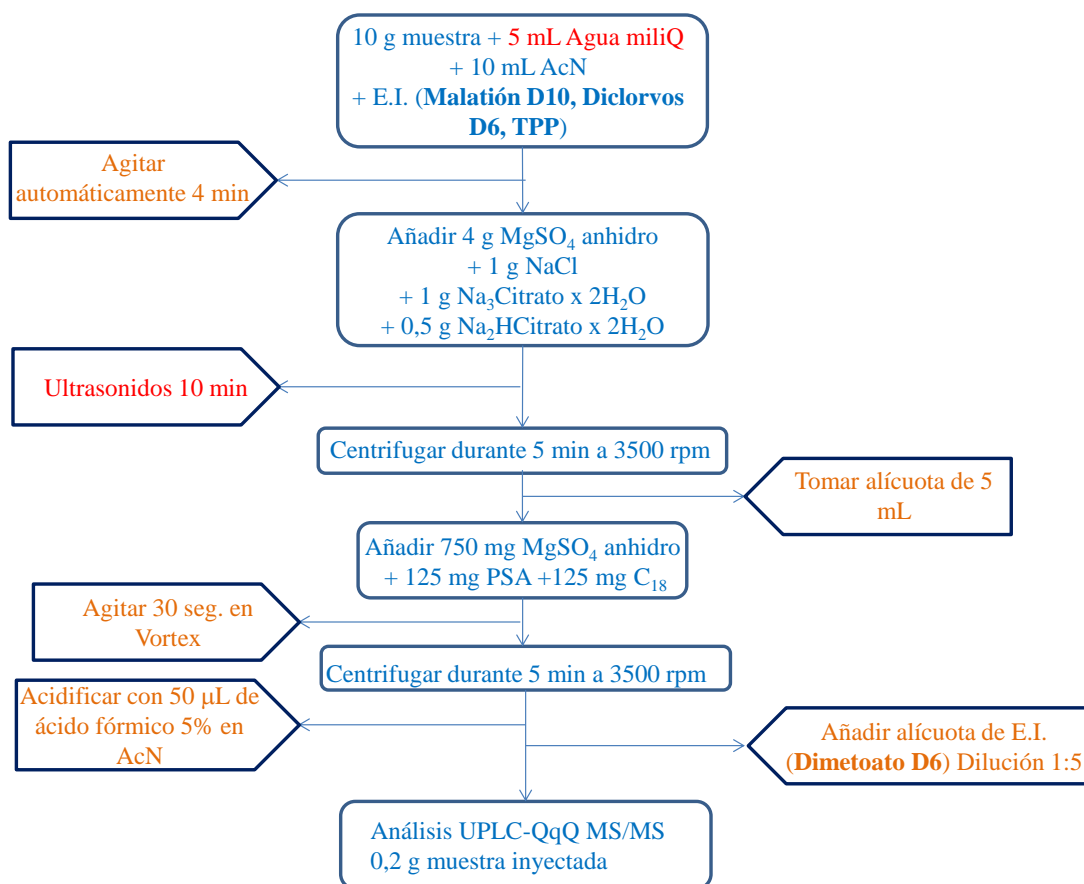 10 g muestra + 5 mL Agua miliQ
+ 10 mL AcN
+ E.I. (Malatión D10, Diclorvos
D6, TPP)
Agitar
automáticamente 4 min
Añadir 4 g MgSO₄ anhidro
+ 1 g NaCl
+ 1 g Na₃Citrato x 2H₂O
+ 0,5 g Na₂HCitrato x 2H₂O
Ultrasonidos 10 min
Centrifugar durante 5 min a 3500 rpm
Tomar alícuota de 5
mL
Añadir 750 mg MgSO₄ anhidro
+ 125 mg PSA +125 mg C₁₈
Agitar 30 seg. en
Vortex
Centrifugar durante 5 min a 3500 rpm
Acidificar con 50 μL de
ácido fórmico 5% en
AcN
Añadir alícuota de E.I.
(Dimetoato D6) Dilución 1:5
Análisis UPLC-QqQ MS/MS
0,2 g muestra inyectada